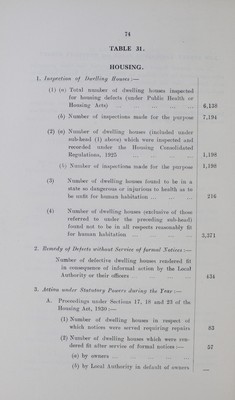 74
TABLE 31.
HOUSING.
1. Inspection of Dwelling Houses :—
(1) (a) Total number of dwelling houses inspected
for housing defects (under Public Health or
Housing Acts) ... ... ... ... 6,136
(b) Number of inspections made for the purpose 7,194
(2) (a) Number of dwelling houses (included under
sub-head (1) above) which were inspected and
recorded under the Housing Consolidated
Regulations, 1925 ... ... ... 1,198
(b) Number of inspections made for the purpose 1,198
(3) Number of dwelling houses found to be in a
state so dangerous or injurious to health as to
be unfit for human habitation ... ... 216
(4) Number of dwelling houses (exclusive of those
referred to under the preceding sub-head)
found not to be in all respects reasonably fit
for human habitation ... ... ... 3,371
2. Remedy of Defects without Service of formal Notices :—
Number of defective dwelling houses rendered fit
in consequence of informal action by the Local
Authority or their officers ... ... ... 434
3. Action under Statutory Powers during the Year :—
A. Proceedings under Sections 17, 18 and 23 of the
Housing Act, 1930 :—
(1) Number of dwelling houses in respect of
which notices were served requiring repairs 83
(2) Number of dwelling houses which were ren-
dered fit after service of formal notices :— 57
(a) by owners ... ... ... ...
(b) by Local Authority in default of owners —